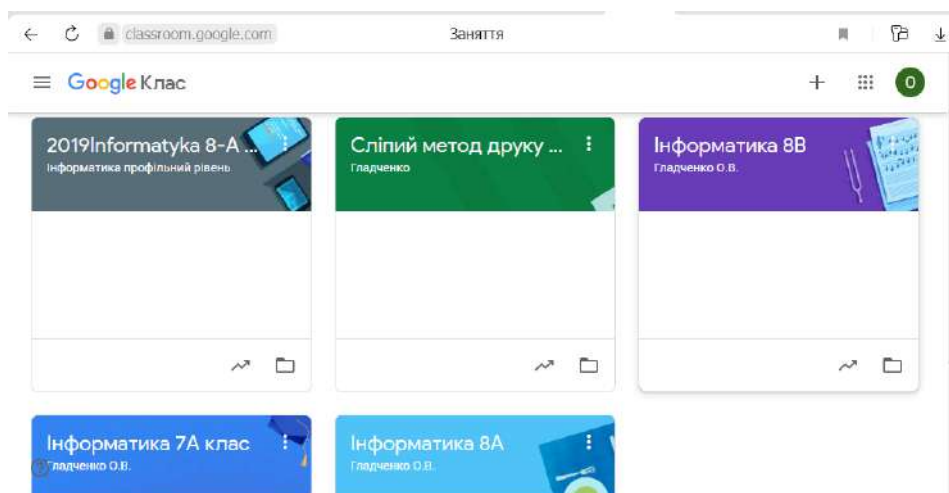 classroom.google.com Заняття
Google Клас
О
2019Informatyka 8-А ...
Інформатика профільний рівень
Сліпий метод друку ...
Гладченко
Інформатика 8В
Гладченко О.В.
Інформатика 7А клас
Гладченко О.В.
Інформатика 8А
Гладченко О.В.